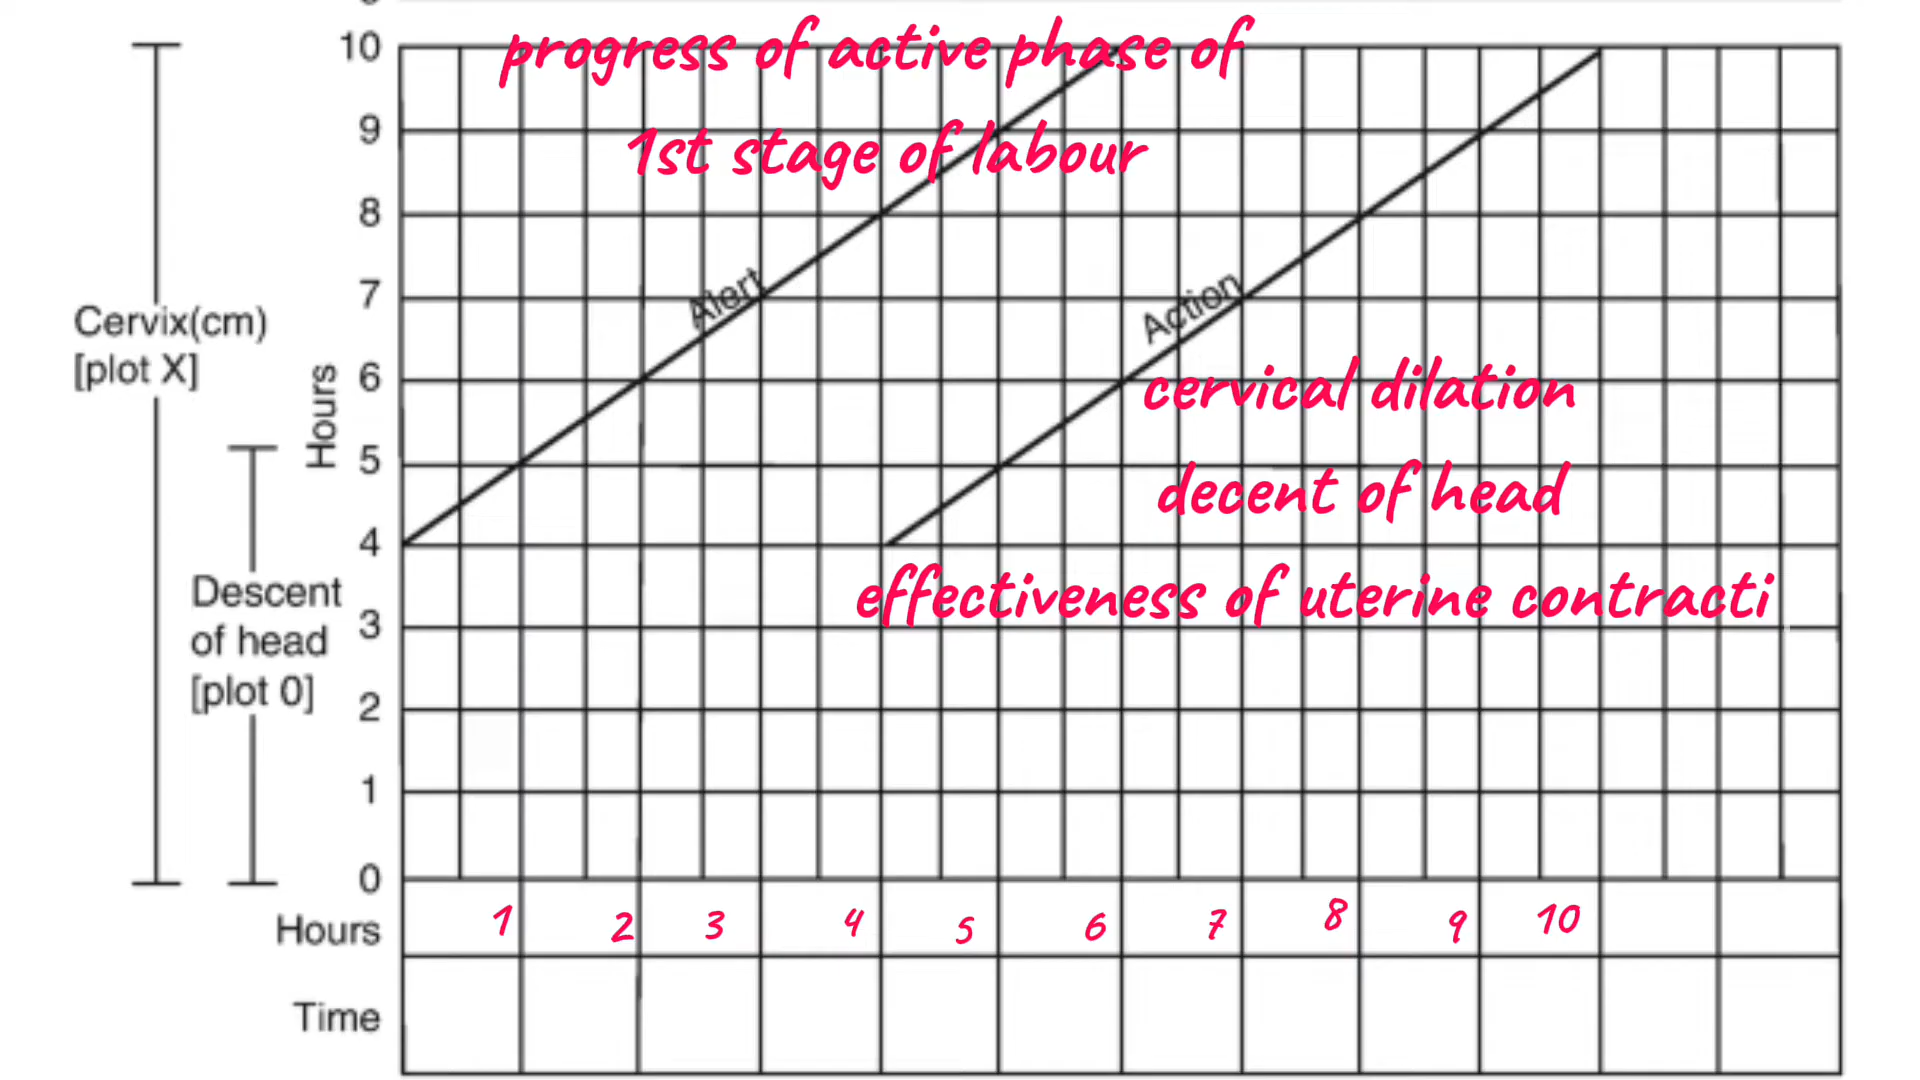 10
progress of active phase of
9
1st stage of labour
8
7
Alert
Action
Cervix(cm)
[plot X]
6
Hours
cervical dilation
5
decent of head
4
Descent
of head
[plot 0]
effectiveness of uterine contracti
3
2
1
0
Hours 1 2 3 4 5 6 7 8 9 10
Time